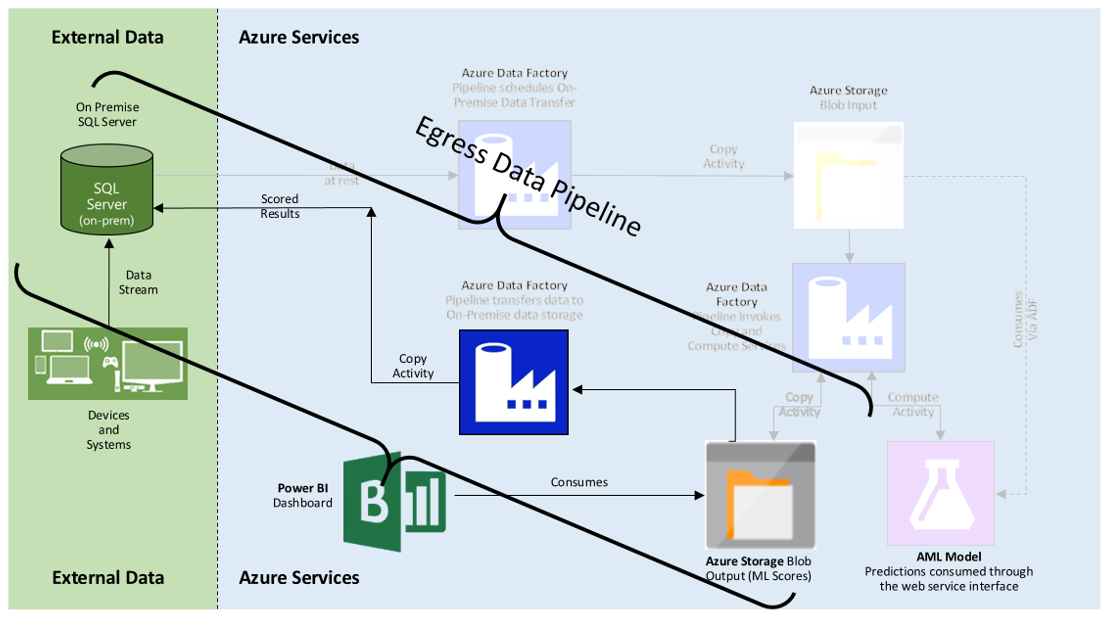 External Data
Azure Services
On Premise
SQL Server
Azure Data Factory
Pipeline schedules On-
Premise Data Transfer
Azure Storage
Blob Input
Egress Data Pipeline
SQL
Server
(on-prem)
Data
at rest
Copy
Activity
Scored
Results
Data
Stream
Azure Data Factory
Pipeline transfers data to
On-Premise data storage
Azure Data
Factory
Pipeline invokes
Copy and
Compute Services
Consumes
Via ADF
Copy
Activity
Devices
and
Systems
Copy
Activity
Compute
Activity
Power BI
Dashboard
B
Consumes
Azure Storage Blob
Output (ML Scores)
AML Model
Predictions consumed through
the web service interface
External Data
Azure Services